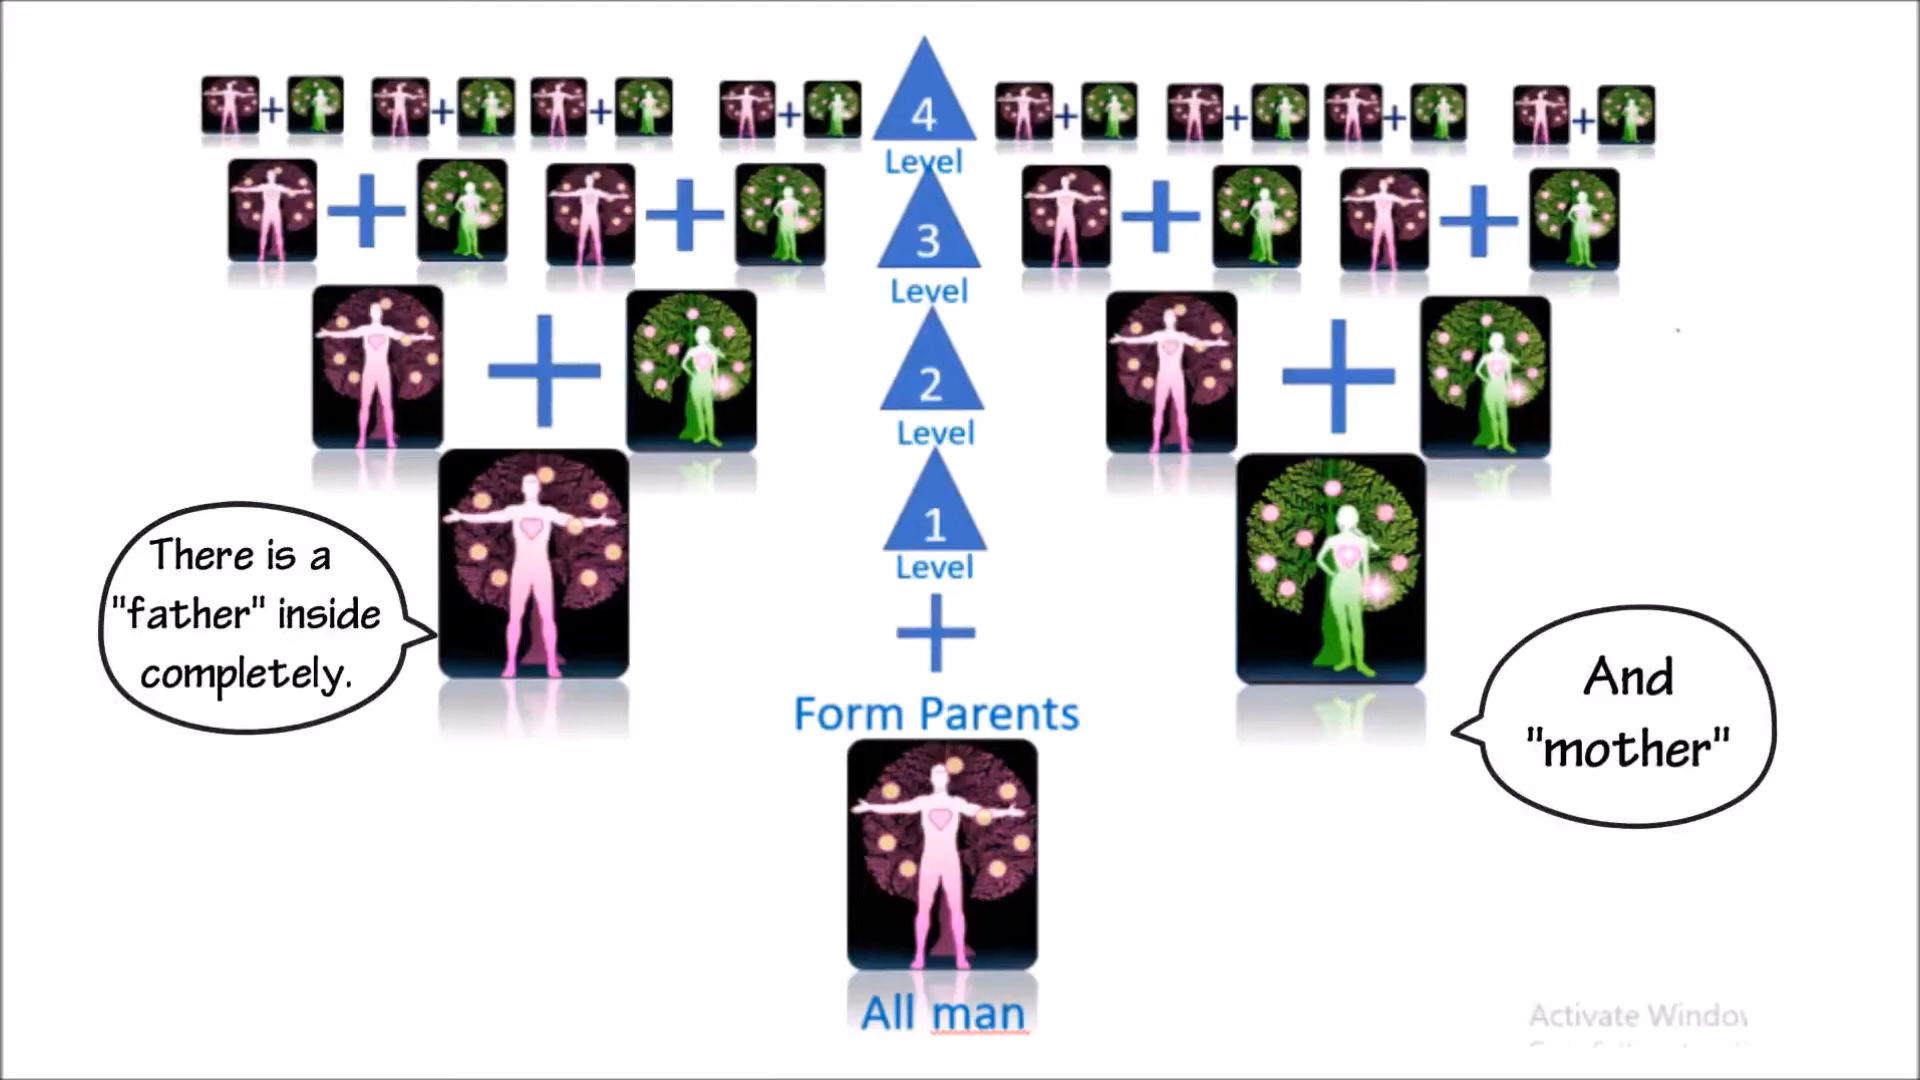 4
Level
3
Level
2
Level
1
Level
There is a
"father" inside
completely.
And
"mother"
Form Parents
All man
Activate Window